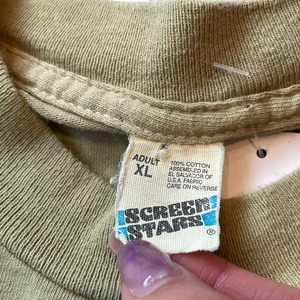 ADULT
XL
100% COTTON
ASSEMBLED IN
EL SALVADOR OF
U.S.A. FABRIC
CARE ON REVERSE
SCREEN
STARS®